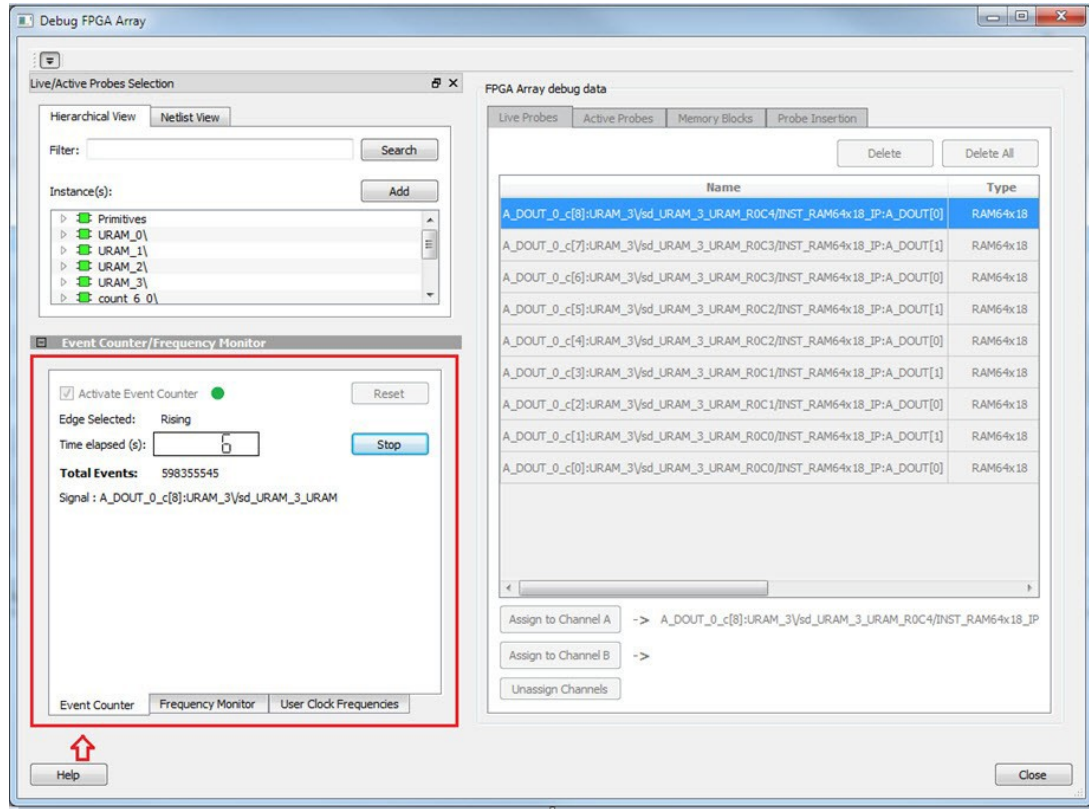 Debug FPGA Array
Live/Active Probes Selection
Hierarchical View Netlist View
Filter: Search
Instance(s): Add
Primitives
URAM_0\
URAM_1\
URAM_2\
URAM_3\
count_6_0\
Event Counter/Frequency Monitor
Activate Event Counter Reset
Edge Selected: Rising
Time elapsed (s): 6 Stop
Total Events: 598355545
Signal : A_DOUT_0_c[8]:URAM_3\/sd_URAM_3_URAM
Event Counter Frequency Monitor User Clock Frequencies
Help
FPGA Array debug data
Live Probes Active Probes Memory Blocks Probe Insertion
Delete Delete All
Name Type
A_DOUT_0_c[8]:URAM_3\/sd_URAM_3_URAM_R0C4/INST_RAM64x18_IP:A_DOUT[0] RAM64x18
A_DOUT_0_c[7]:URAM_3\/sd_URAM_3_URAM_R0C3/INST_RAM64x18_IP:A_DOUT[1] RAM64x18
A_DOUT_0_c[6]:URAM_3\/sd_URAM_3_URAM_R0C3/INST_RAM64x18_IP:A_DOUT[0] RAM64x18
A_DOUT_0_c[5]:URAM_3\/sd_URAM_3_URAM_R0C2/INST_RAM64x18_IP:A_DOUT[1] RAM64x18
A_DOUT_0_c[4]:URAM_3\/sd_URAM_3_URAM_R0C2/INST_RAM64x18_IP:A_DOUT[0] RAM64x18
A_DOUT_0_c[3]:URAM_3\/sd_URAM_3_URAM_R0C1/INST_RAM64x18_IP:A_DOUT[1] RAM64x18
A_DOUT_0_c[2]:URAM_3\/sd_URAM_3_URAM_R0C1/INST_RAM64x18_IP:A_DOUT[0] RAM64x18
A_DOUT_0_c[1]:URAM_3\/sd_URAM_3_URAM_R0C0/INST_RAM64x18_IP:A_DOUT[1] RAM64x18
A_DOUT_0_c[0]:URAM_3\/sd_URAM_3_URAM_R0C0/INST_RAM64x18_IP:A_DOUT[0] RAM64x18
Assign to Channel A -> A_DOUT_0_c[8]:URAM_3\/sd_URAM_3_URAM_R0C4/INST_RAM64x18_IP
Assign to Channel B ->
Unassign Channels
Close